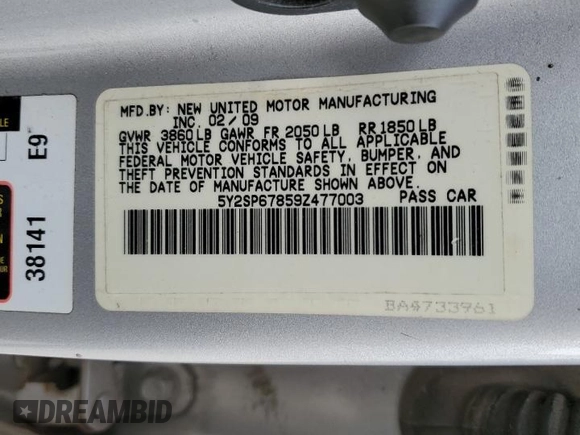 MFD.BY: NEW UNITED MOTOR MANUFACTURING
INC. 02/09
GVWR 3860LB GAWR FR 2050LB RR1850LB
THIS VEHICLE CONFORMS TO ALL APPLICABLE
FEDERAL MOTOR VEHICLE SAFETY, BUMPER, AND
THEFT PREVENTION STANDARDS IN EFFECT ON
THE DATE OF MANUFACTURE SHOWN ABOVE.
5Y2SP67859Z477003 PASS CAR
BA4733961
38141 E9
DREAMBID